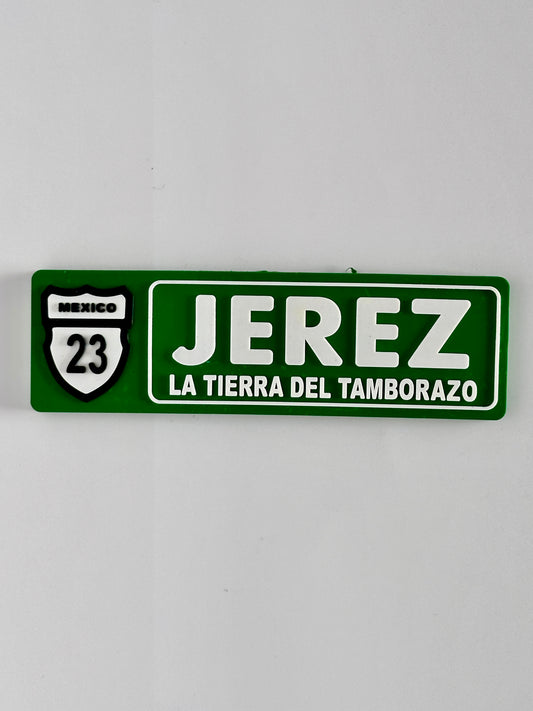 MEXICO
23
JEREZ
LA TIERRA DEL TAMBORAZO